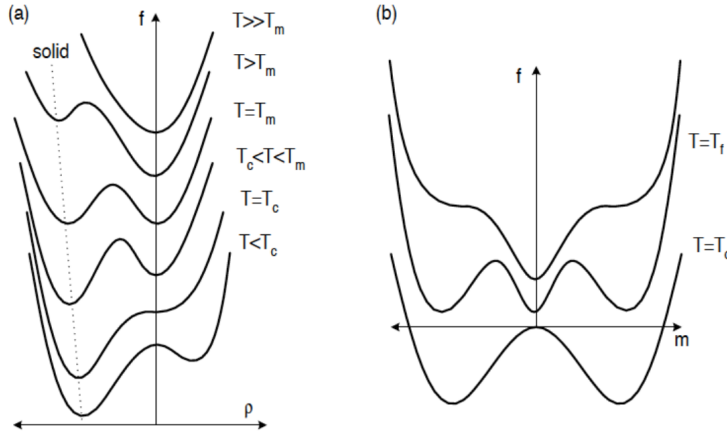 (a)
f
T>>Tm
solid
T>Tm
T=Tm
Tc<T<Tm
T=Tc
T<Tc
ρ
(b)
f
T=Tf
T=Tc
m